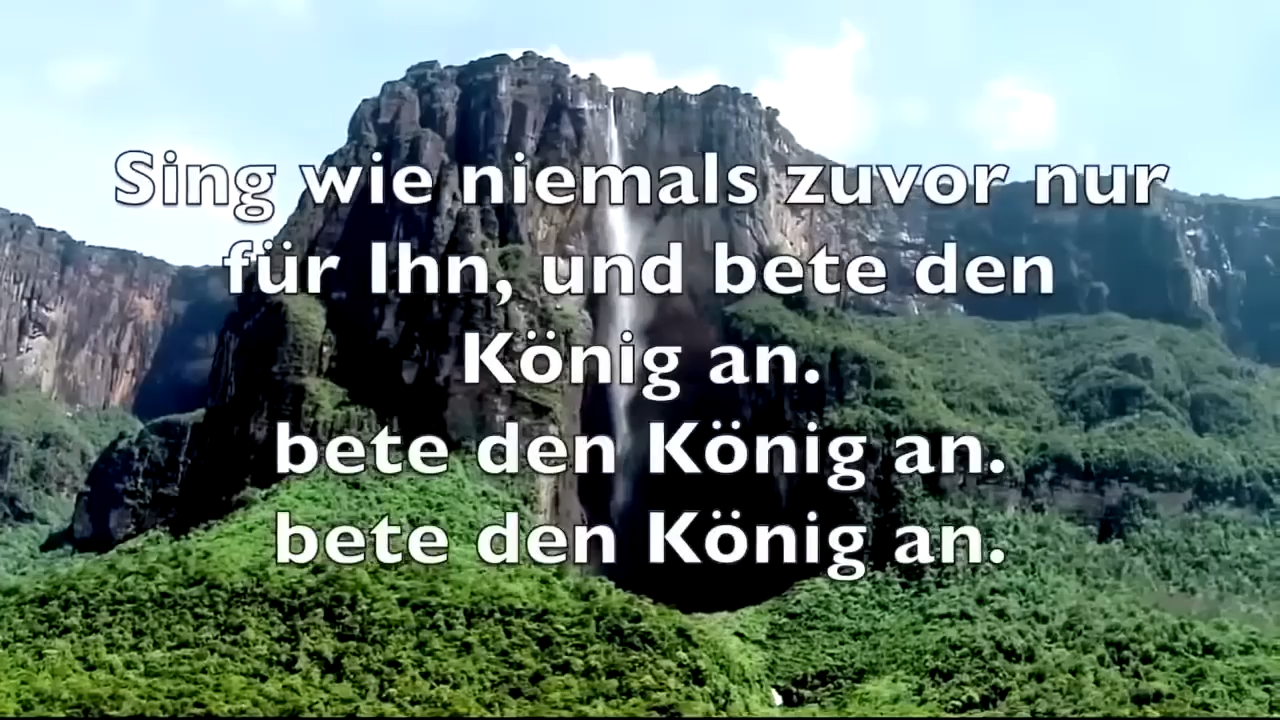 Sing wie niemals zuvor nur
für Ihn, und bete den
König an.
bete den König an.
bete den König an.